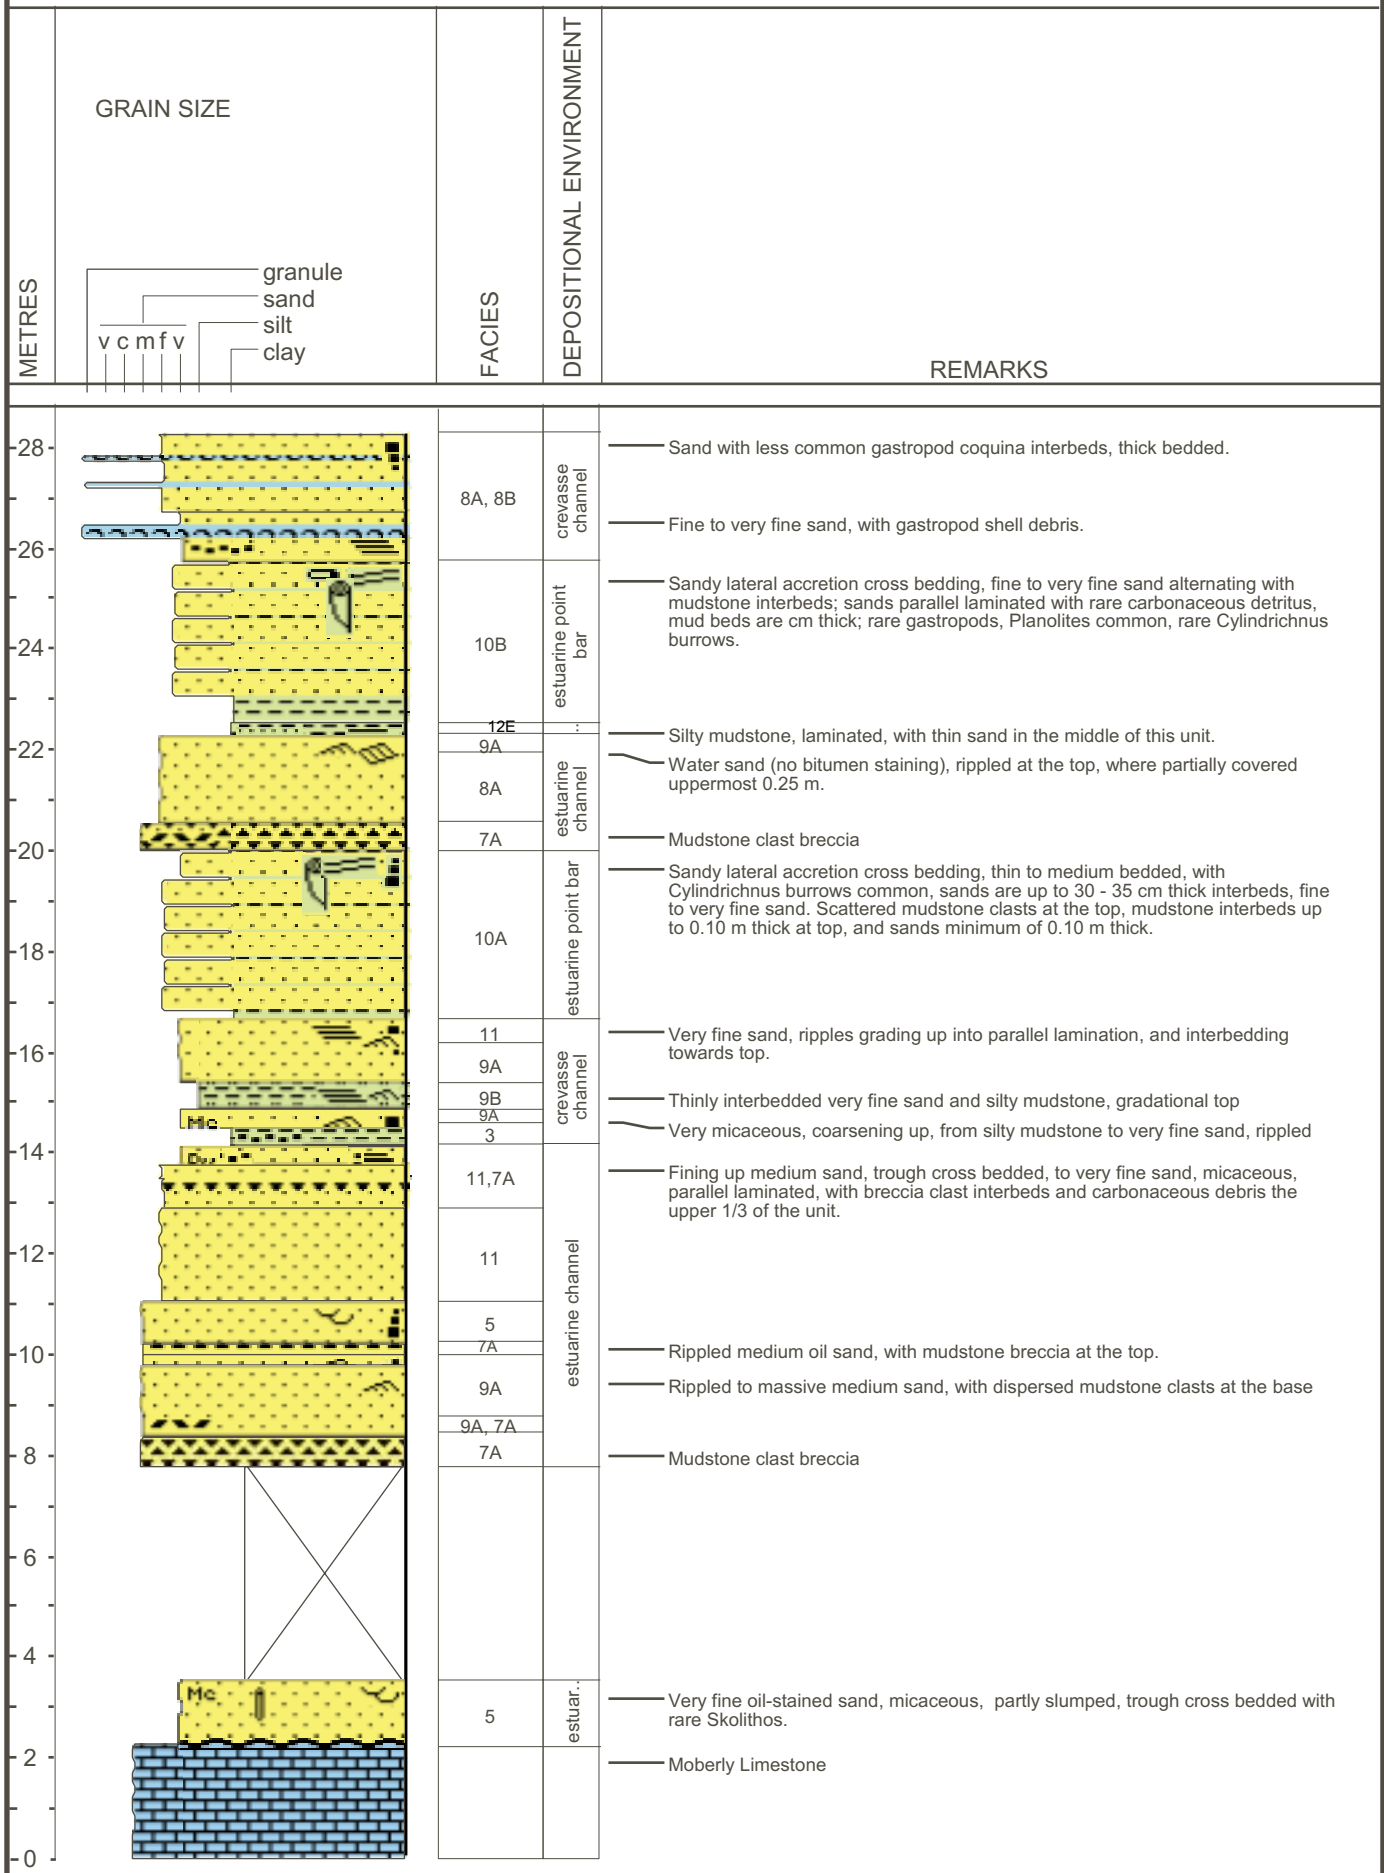 GRAIN SIZE
METRES
granule
sand
silt
clay
v c m f v
FACIES
DEPOSITIONAL ENVIRONMENT
REMARKS
28
26
24
22
20
18
16
14
12
10
8
6
4
2
0
Mc
Mc
8A, 8B
10B
12E
9A
8A
7A
10A
11
9A
9B
9A
3
11,7A
11
5
7A
9A
9A, 7A
7A
5
crevasse
channel
estuarine point
bar
..
estuarine
channel
estuarine point bar
crevasse
channel
estuarine channel
estuar..
Sand with less common gastropod coquina interbeds, thick bedded.
Fine to very fine sand, with gastropod shell debris.
Sandy lateral accretion cross bedding, fine to very fine sand alternating with
mudstone interbeds; sands parallel laminated with rare carbonaceous detritus,
mud beds are cm thick; rare gastropods, Planolites common, rare Cylindrichnus
burrows.
Silty mudstone, laminated, with thin sand in the middle of this unit.
Water sand (no bitumen staining), rippled at the top, where partially covered
uppermost 0.25 m.
Mudstone clast breccia
Sandy lateral accretion cross bedding, thin to medium bedded, with
Cylindrichnus burrows common, sands are up to 30 - 35 cm thick interbeds, fine
to very fine sand. Scattered mudstone clasts at the top, mudstone interbeds up
to 0.10 m thick at top, and sands minimum of 0.10 m thick.
Very fine sand, ripples grading up into parallel lamination, and interbedding
towards top.
Thinly interbedded very fine sand and silty mudstone, gradational top
Very micaceous, coarsening up, from silty mudstone to very fine sand, rippled
Fining up medium sand, trough cross bedded, to very fine sand, micaceous,
parallel laminated, with breccia clast interbeds and carbonaceous debris the
upper 1/3 of the unit.
Rippled medium oil sand, with mudstone breccia at the top.
Rippled to massive medium sand, with dispersed mudstone clasts at the base
Mudstone clast breccia
Very fine oil-stained sand, micaceous, partly slumped, trough cross bedded with
rare Skolithos.
Moberly Limestone